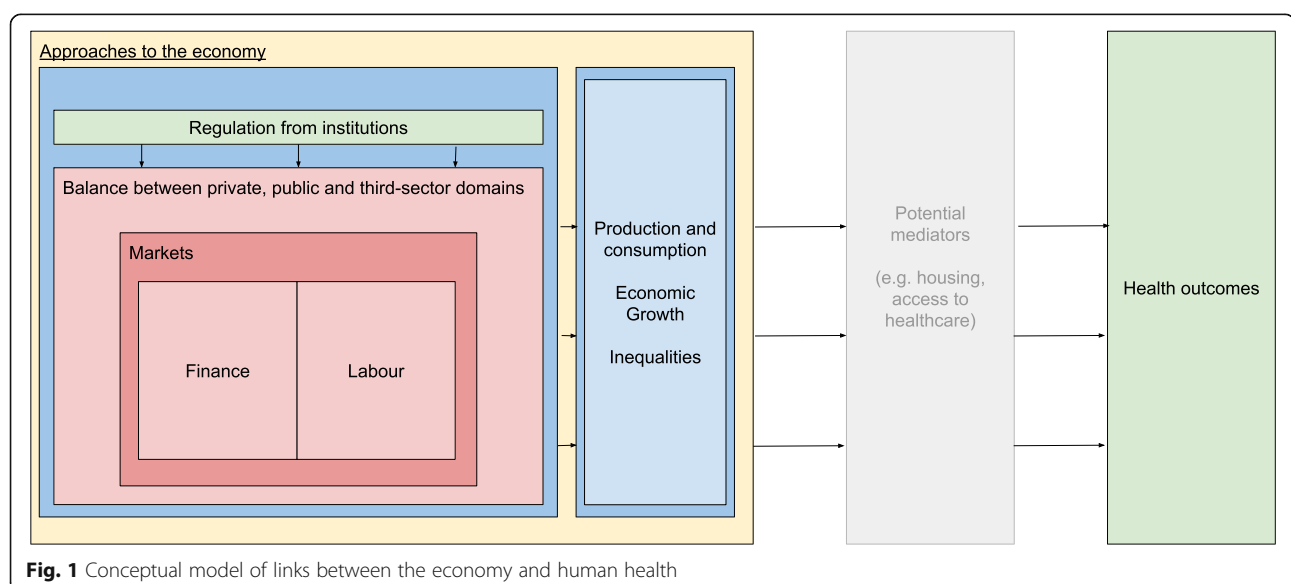 Approaches to the economy
Regulation from institutions
Balance between private, public and third-sector domains
Markets
Finance
Labour
Production and
consumption
Economic
Growth
Inequalities
Potential
mediators
(e.g. housing,
access to
healthcare)
Health outcomes
Fig. 1 Conceptual model of links between the economy and human health